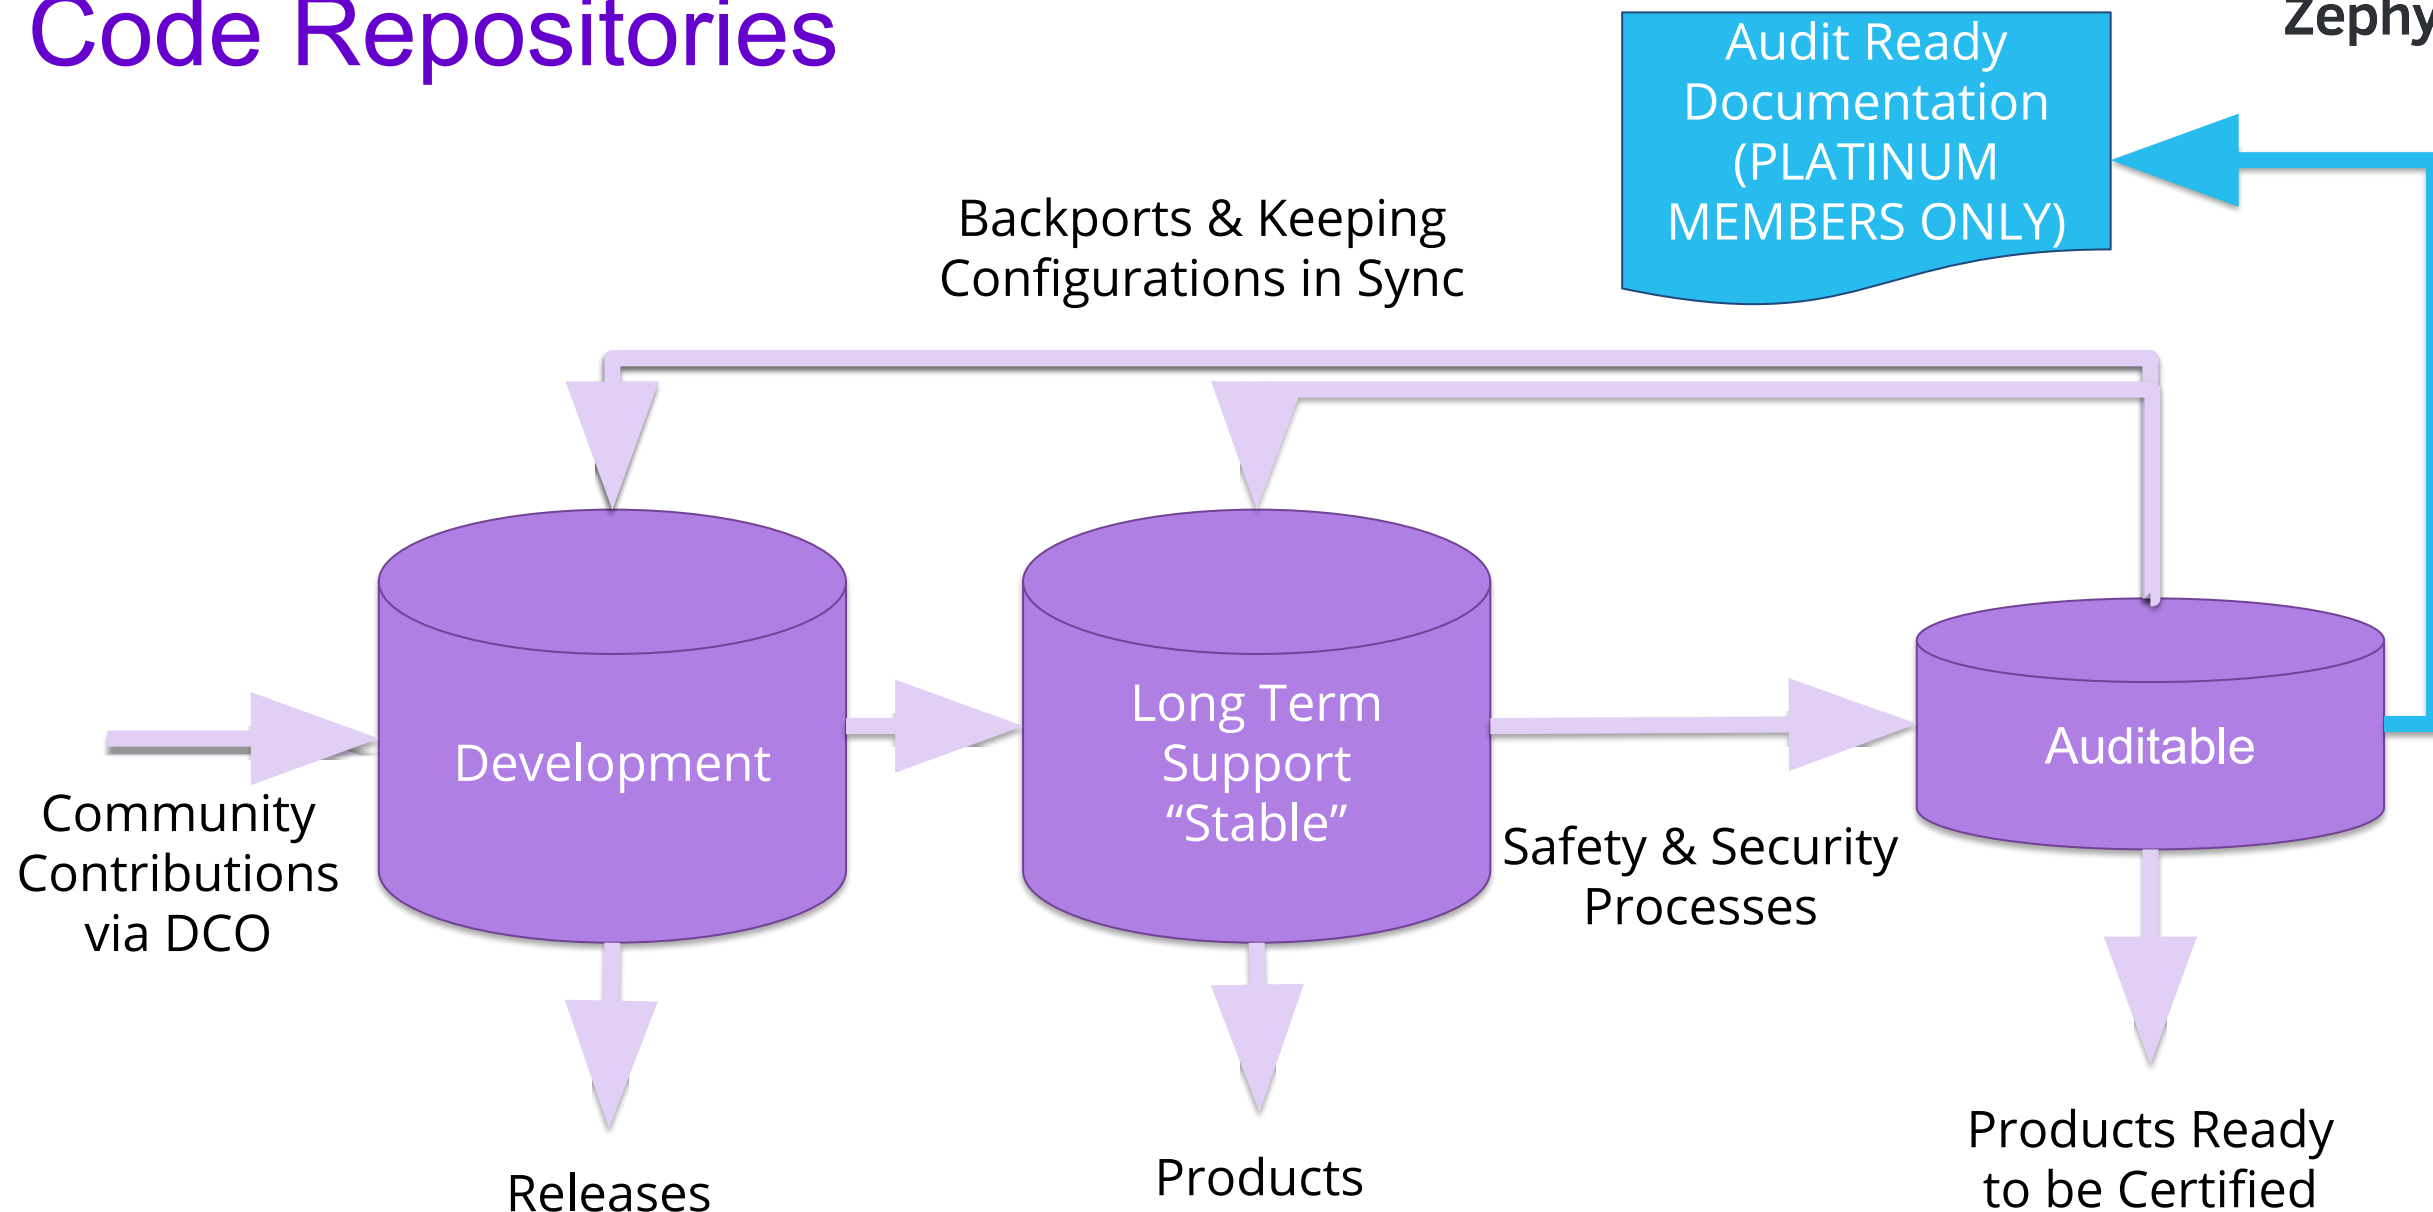 Code Repositories
Audit Ready
Documentation
(PLATINUM
MEMBERS ONLY)
Backports & Keeping
Configurations in Sync
Development
Long Term
Support
“Stable”
Auditable
Community
Contributions
via DCO
Safety & Security
Processes
Releases
Products
Products Ready
to be Certified